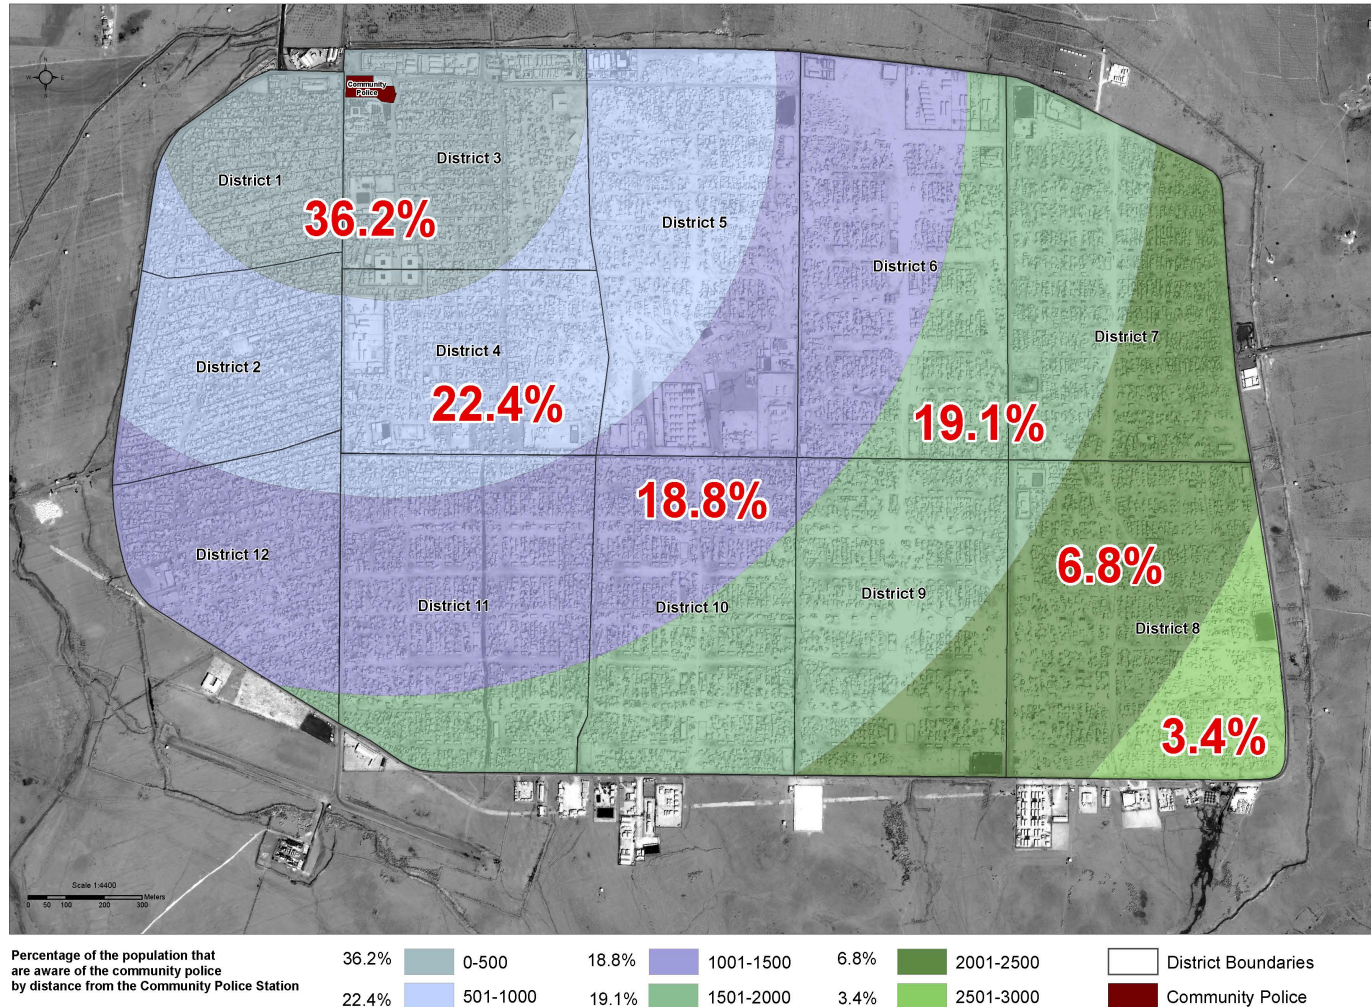 N
W E
S
Community
Police
District 3
District 1
36.2%
District 5
District 6
District 7
District 4
District 2
22.4%
19.1%
18.8%
District 12
6.8%
District 11
District 10
District 9
District 8
3.4%
Scale 1:4400
Meters
0 50 100 200 300
Percentage of the population that
are aware of the community police
by distance from the Community Police Station
36.2% 0-500 18.8% 1001-1500 6.8% 2001-2500 District Boundaries
22.4% 501-1000 19.1% 1501-2000 3.4% 2501-3000 Community Police